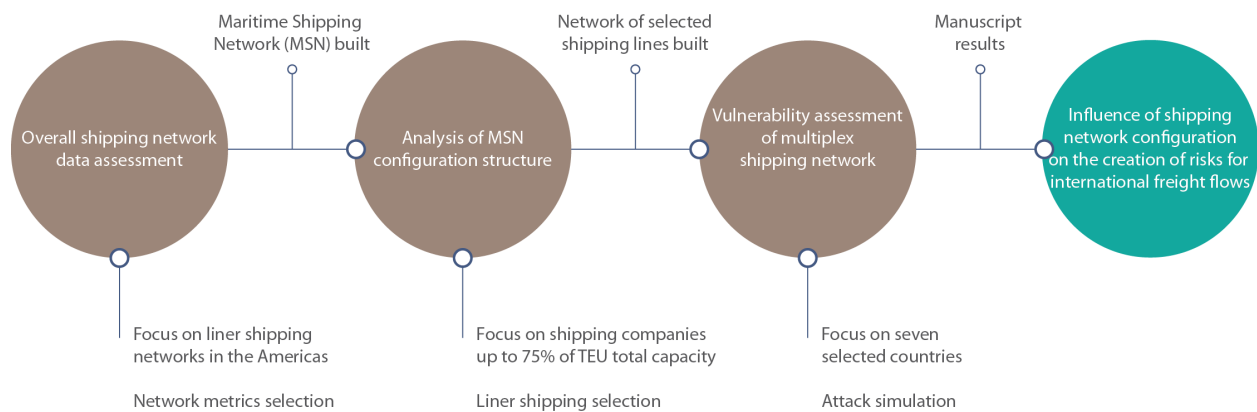 Maritime Shipping
Network (MSN) built
Network of selected
shipping lines built
Manuscript
results
Overall shipping network
data assessment
Analysis of MSN
configuration structure
Vulnerability assessment
of multiplex
shipping network
Influence of shipping
network configuration
on the creation of risks for
international freight flows
Focus on liner shipping
networks in the Americas
Network metrics selection
Focus on shipping companies
up to 75% of TEU total capacity
Liner shipping selection
Focus on seven
selected countries
Attack simulation